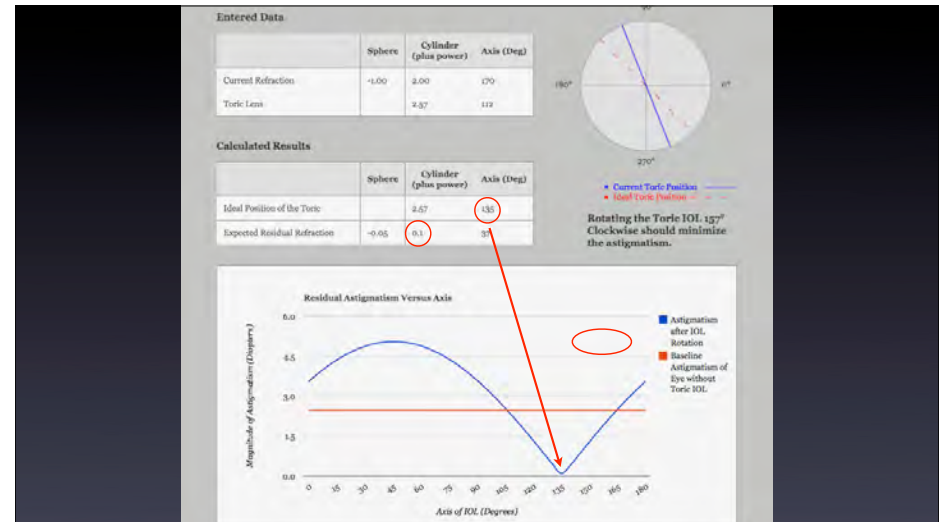 Entered Data
90°
Sphere Cylinder (plus power) Axis (Deg)
Current Refraction -1.00 2.00 170
Toric Lens 2.57 112
180° 0°
270°
Calculated Results
Sphere Cylinder (plus power) Axis (Deg)
Ideal Position of the Toric 2.57 135
Expected Residual Refraction -0.05 0.1
Current Toric Position
Ideal Toric Position
Rotating the Toric IOL 157°
Clockwise should minimize
the astigmatism.
Residual Astigmatism Versus Axis
Magnitude of Astigmatism (Diopters)
6.0
4.5
3.0
1.5
0.0
0 15 30 45 60 75 90 105 120 135 150 165 180
Axis of IOL (Degrees)
Astigmatism
after IOL
Rotation
Baseline
Astigmatism of
Eye without
Toric IOL